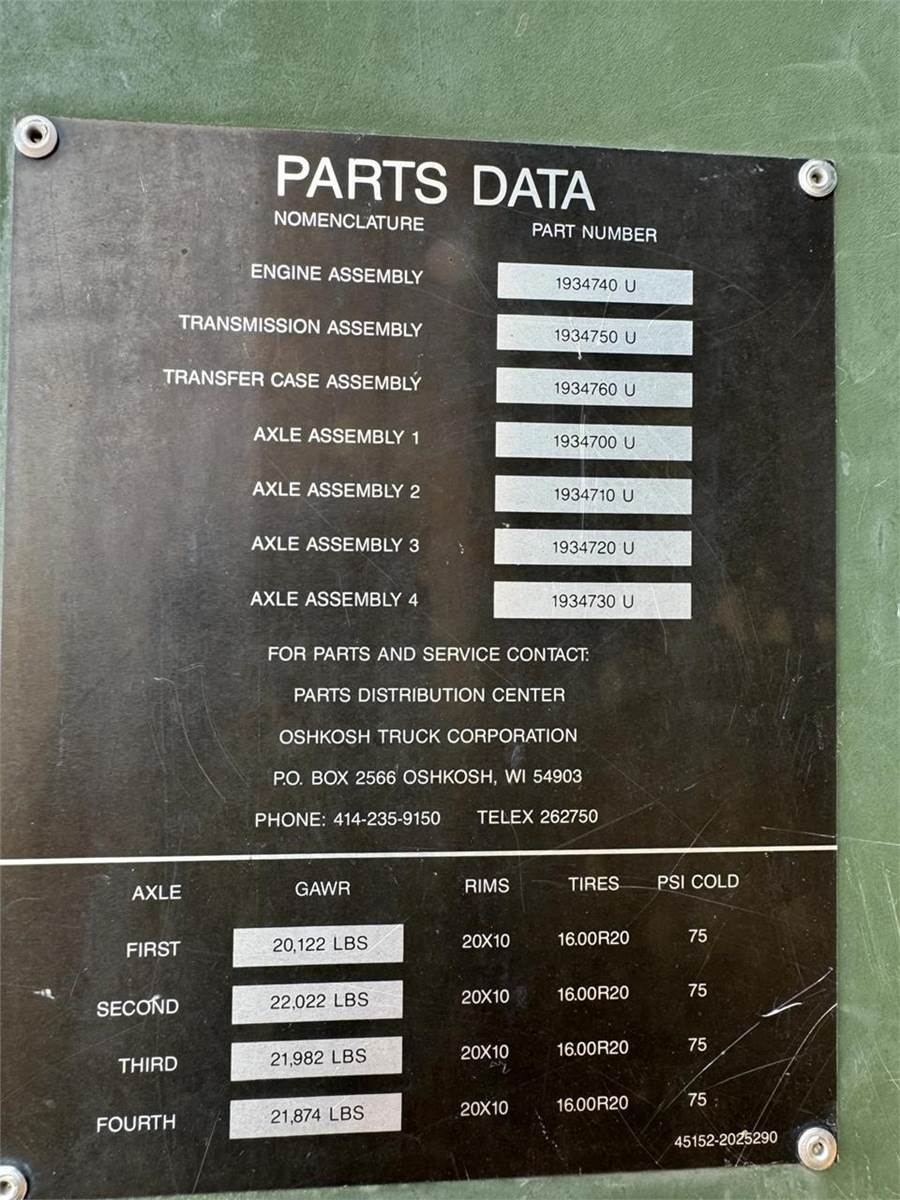 PARTS DATA
NOMENCLATURE PART NUMBER
ENGINE ASSEMBLY 1934740 U
TRANSMISSION ASSEMBLY 1934750 U
TRANSFER CASE ASSEMBLY 1934760 U
AXLE ASSEMBLY 1 1934700 U
AXLE ASSEMBLY 2 1934710 U
AXLE ASSEMBLY 3 1934720 U
AXLE ASSEMBLY 4 1934730 U
FOR PARTS AND SERVICE CONTACT:
PARTS DISTRIBUTION CENTER
OSHKOSH TRUCK CORPORATION
P.O. BOX 2566 OSHKOSH, WI 54903
PHONE: 414-235-9150 TELEX 262750
AXLE GAWR RIMS TIRES PSI COLD
FIRST 20,122 LBS 20X10 16.00R20 75
SECOND 22,022 LBS 20X10 16.00R20 75
THIRD 21,982 LBS 20X10 16.00R20 75
FOURTH 21,874 LBS 20X10 16.00R20 75
45152-2025290